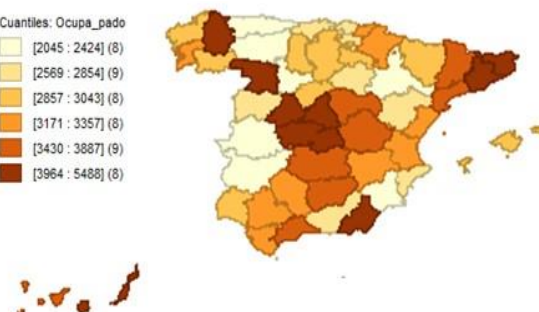 Cuantiles: Ocupa_pado
[2045 : 2424] (8)
[2569 : 2854] (9)
[2857 : 3043] (8)
[3171 : 3357] (8)
[3430 : 3887] (9)
[3964 : 5488] (8)